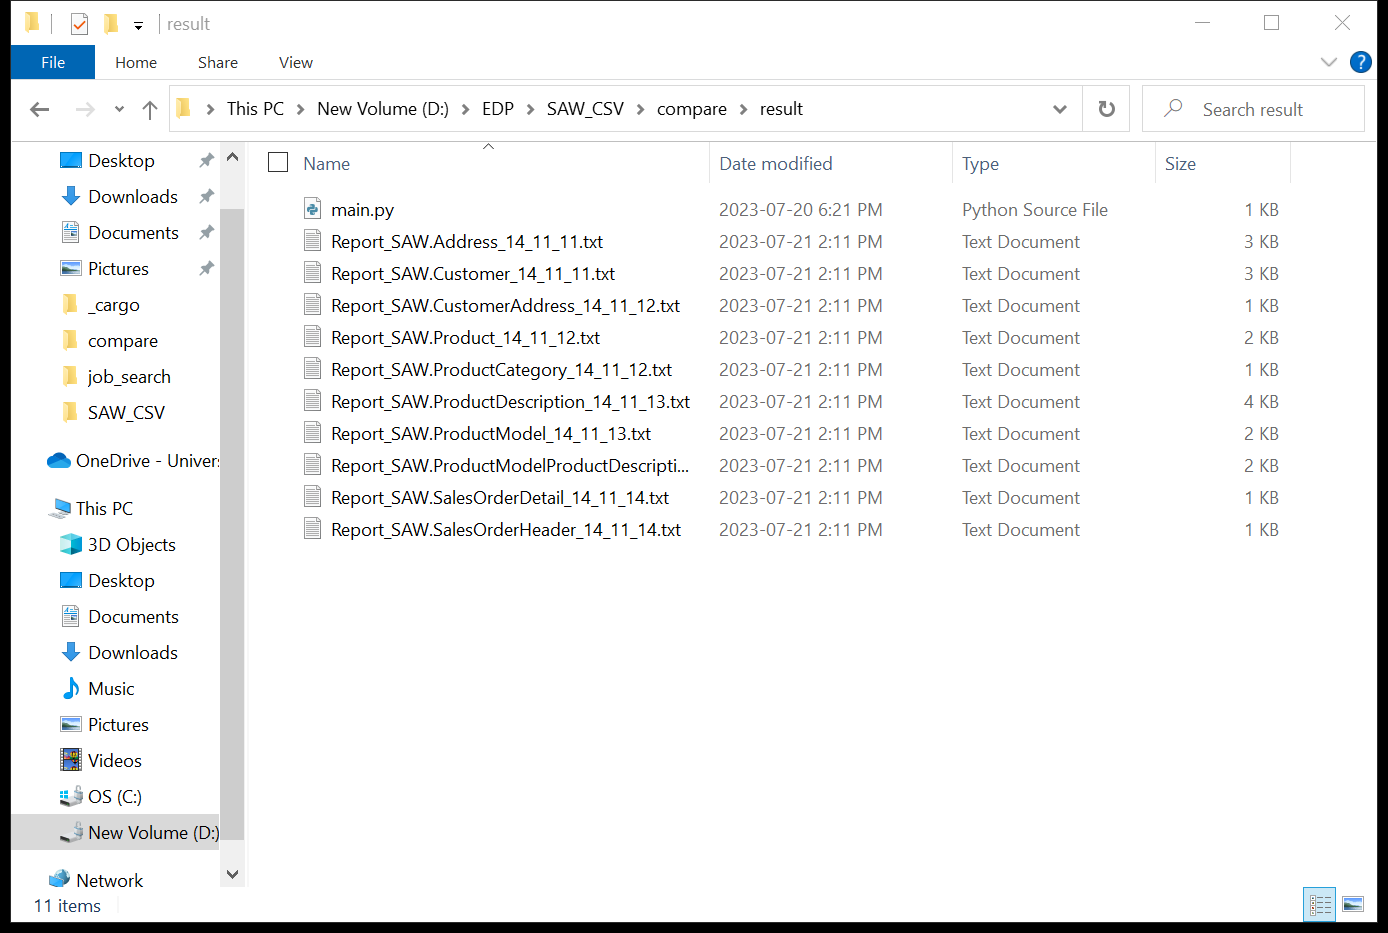 result
File Home Share View
?
This PC New Volume (D:) EDP SAW_CSV compare result
Search result
Desktop
Downloads
Documents
Pictures
_cargo
compare
job_search
SAW_CSV
OneDrive - Univer
This PC
3D Objects
Desktop
Documents
Downloads
Music
Pictures
Videos
OS (C:)
New Volume (D:)
Network
Name Date modified Type Size
main.py 2023-07-20 6:21 PM Python Source File 1 KB
Report_SAW.Address_14_11_11.txt 2023-07-21 2:11 PM Text Document 3 KB
Report_SAW.Customer_14_11_11.txt 2023-07-21 2:11 PM Text Document 3 KB
Report_SAW.CustomerAddress_14_11_12.txt 2023-07-21 2:11 PM Text Document 1 KB
Report_SAW.Product_14_11_12.txt 2023-07-21 2:11 PM Text Document 2 KB
Report_SAW.ProductCategory_14_11_12.txt 2023-07-21 2:11 PM Text Document 1 KB
Report_SAW.ProductDescription_14_11_13.txt 2023-07-21 2:11 PM Text Document 4 KB
Report_SAW.ProductModel_14_11_13.txt 2023-07-21 2:11 PM Text Document 2 KB
Report_SAW.ProductModelProductDescripti... 2023-07-21 2:11 PM Text Document 2 KB
Report_SAW.SalesOrderDetail_14_11_14.txt 2023-07-21 2:11 PM Text Document 1 KB
Report_SAW.SalesOrderHeader_14_11_14.txt 2023-07-21 2:11 PM Text Document 1 KB
11 items